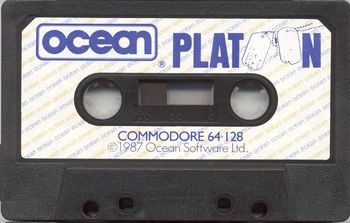 ocean® PLATOON
COMMODORE 64·128
©1987 Ocean Software Ltd.